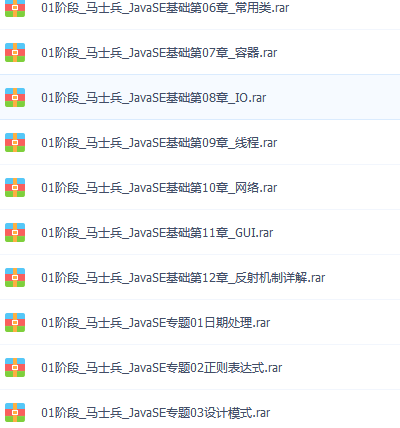 01阶段_马士兵_JavaSE基础第06章_常用类.rar
01阶段_马士兵_JavaSE基础第07章_容器.rar
01阶段_马士兵_JavaSE基础第08章_IO.rar
01阶段_马士兵_JavaSE基础第09章_线程.rar
01阶段_马士兵_JavaSE基础第10章_网络.rar
01阶段_马士兵_JavaSE基础第11章_GUI.rar
01阶段_马士兵_JavaSE基础第12章_反射机制详解.rar
01阶段_马士兵_JavaSE专题01日期处理.rar
01阶段_马士兵_JavaSE专题02正则表达式.rar
01阶段_马士兵_JavaSE专题03设计模式.rar